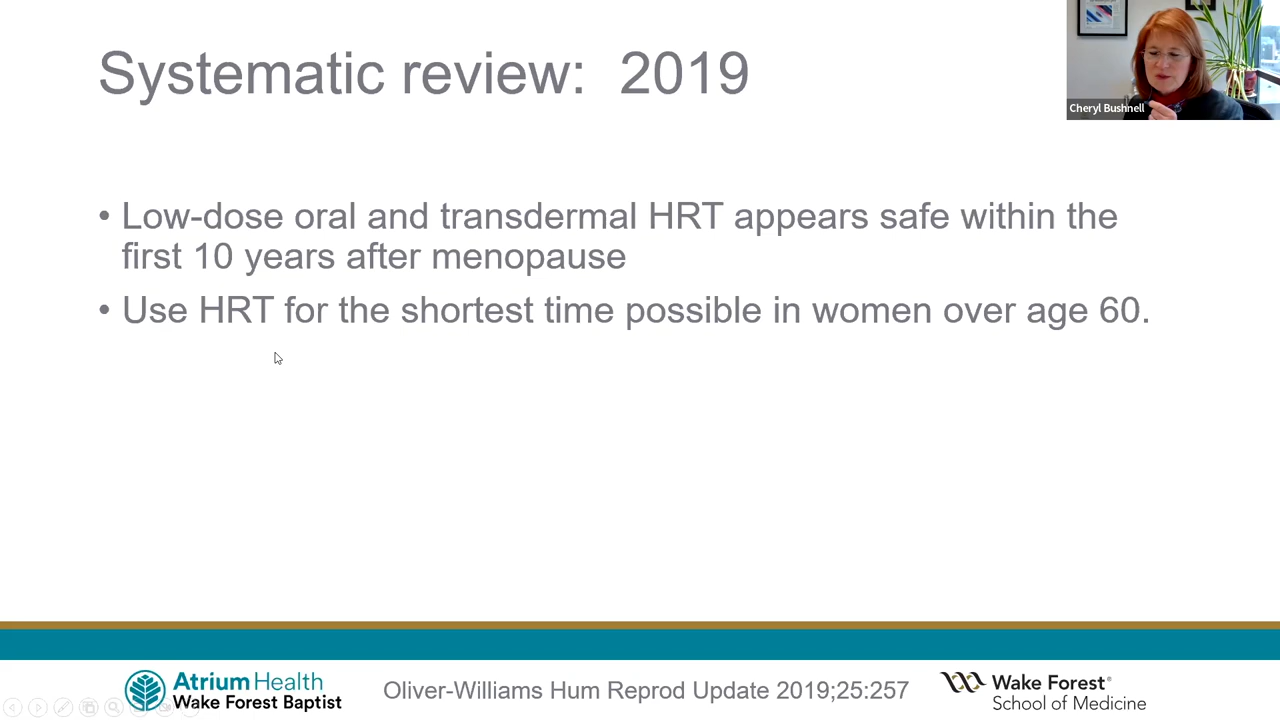 Systematic review: 2019
Cheryl Bushnell
• Low-dose oral and transdermal HRT appears safe within the
first 10 years after menopause
• Use HRT for the shortest time possible in women over age 60.
Atrium Health
Wake Forest Baptist
Oliver-Williams Hum Reprod Update 2019;25:257
Wake Forest®
School of Medicine